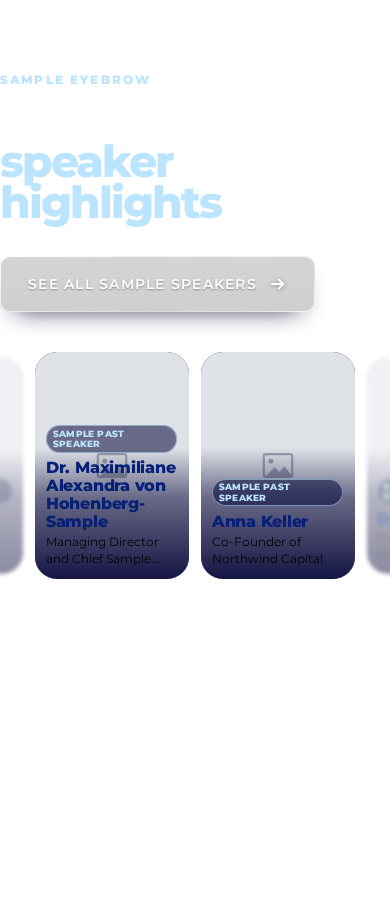 SAMPLE EYEBROW
speaker
highlights
SEE ALL SAMPLE SPEAKERS
SAMPLE PAST
SPEAKER
Dr. Maximiliane
Alexandra von
Hohenberg-
Sample
Managing Director
and Chief Sample...
SAMPLE PAST
SPEAKER
Anna Keller
Co-Founder of
Northwind Capital